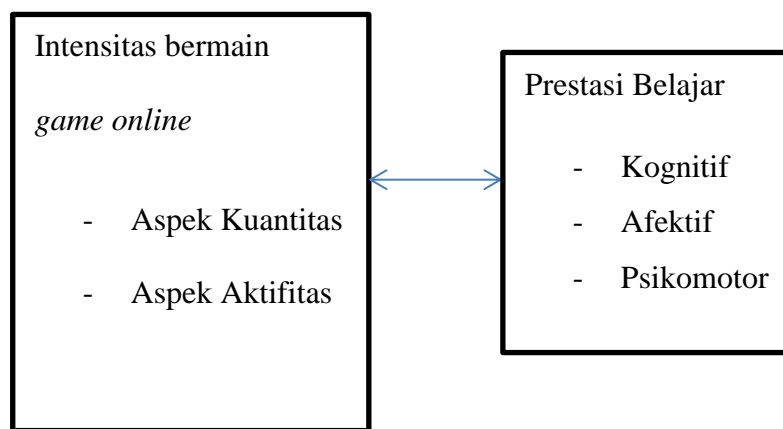 Intensitas bermain
game online
- Aspek Kuantitas
- Aspek Aktifitas
Prestasi Belajar
- Kognitif
- Afektif
- Psikomotor